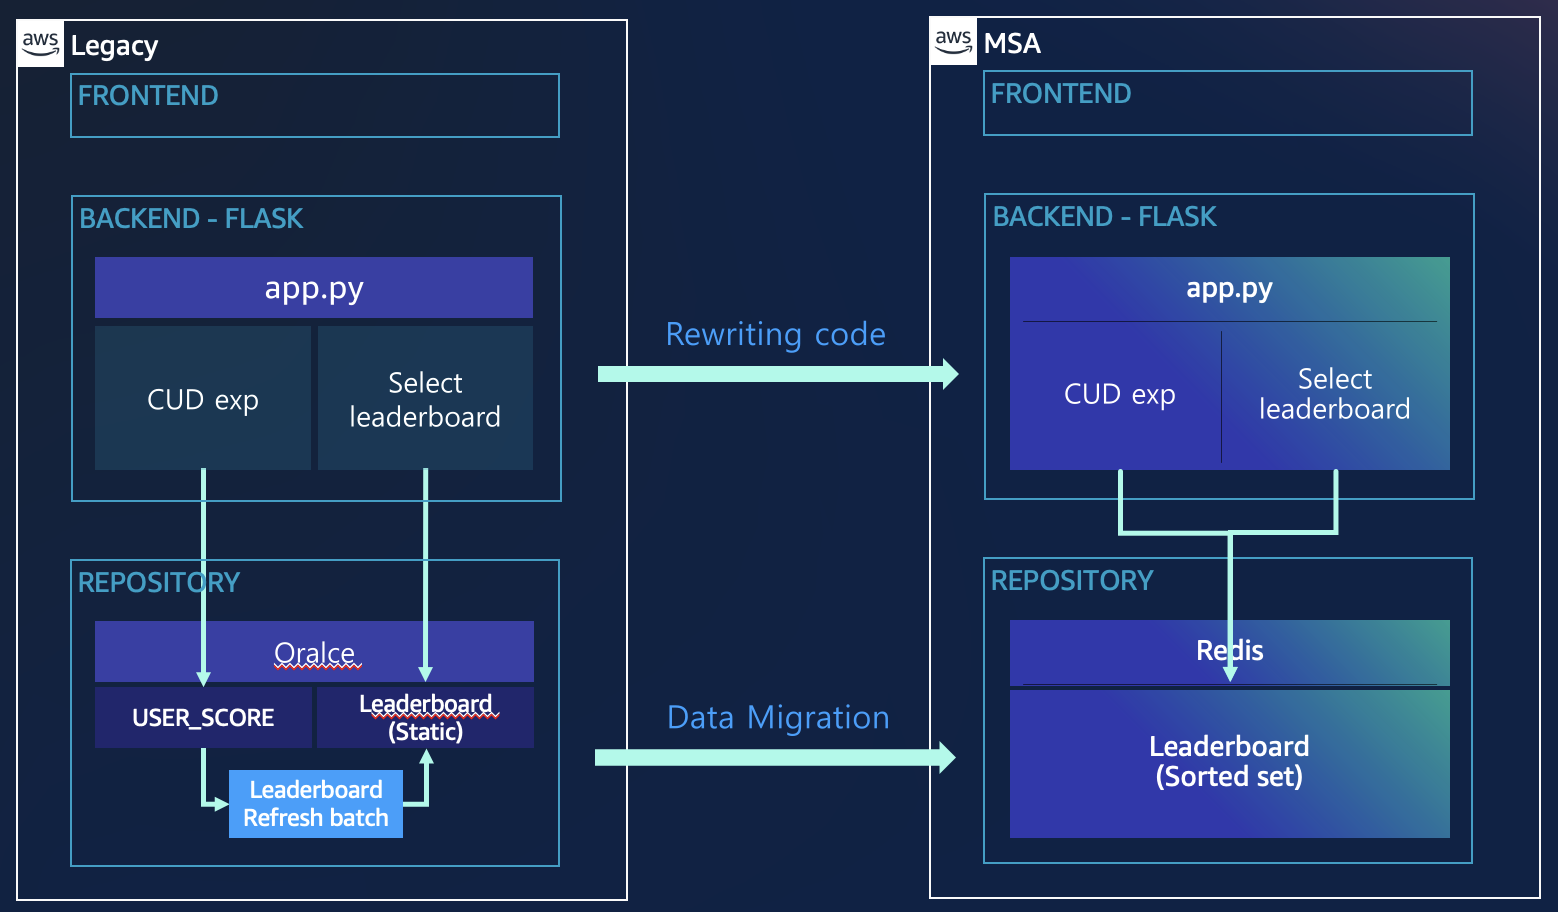 aws
Legacy
FRONTEND
BACKEND - FLASK
app.py
CUD exp
Select
leaderboard
REPOSITORY
Oralce
USER_SCORE
Leaderboard
(Static)
Leaderboard
Refresh batch
Rewriting code
Data Migration
aws
MSA
FRONTEND
BACKEND - FLASK
app.py
CUD exp
Select
leaderboard
REPOSITORY
Redis
Leaderboard
(Sorted set)